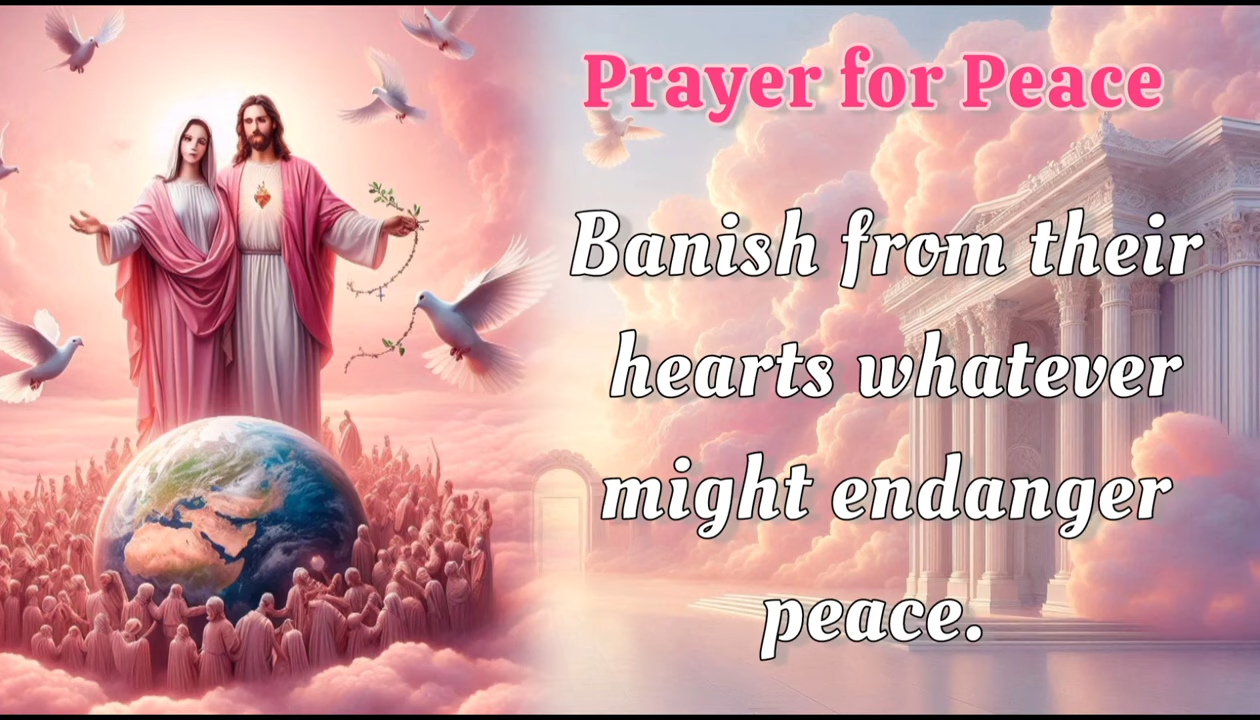 Prayer for Peace
Banish from their
hearts whatever
might endanger
peace.